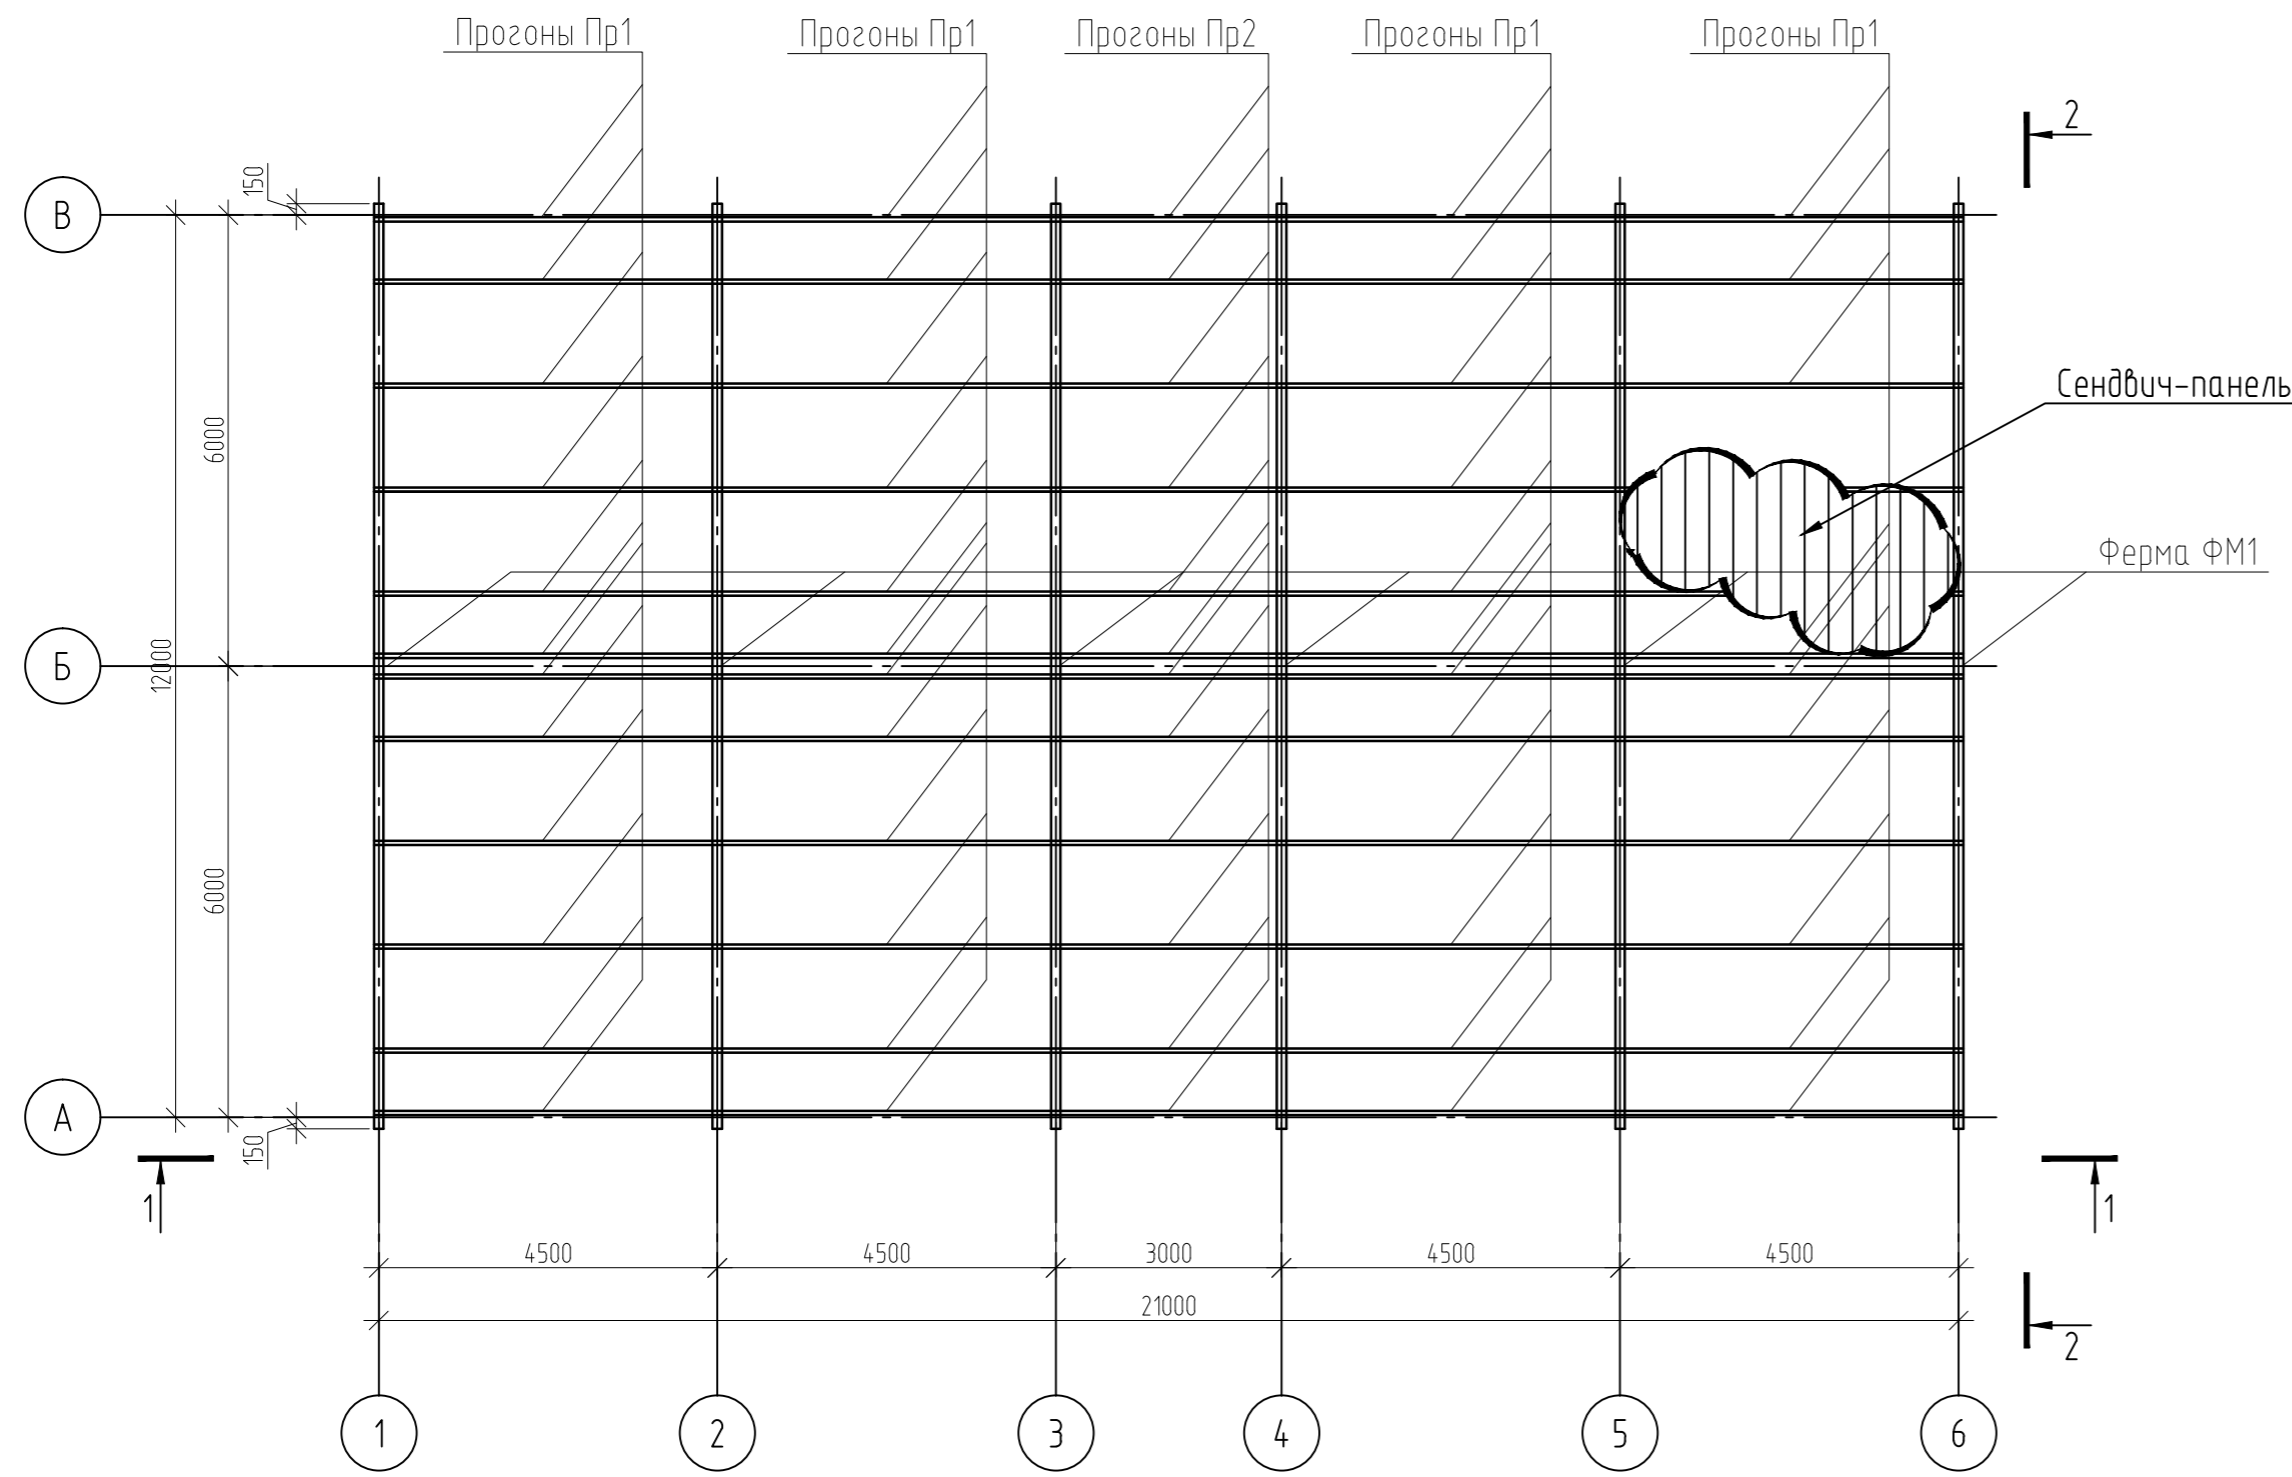 Прогоны Пр1
Прогоны Пр1
Прогоны Пр2
Прогоны Пр1
Прогоны Пр1
2
150
В
Сендвич-панель
6000
Ферма ФМ1
12000
Б
6000
А
150
1
1
4500
4500
3000
4500
4500
21000
2
1
2
3
4
5
6